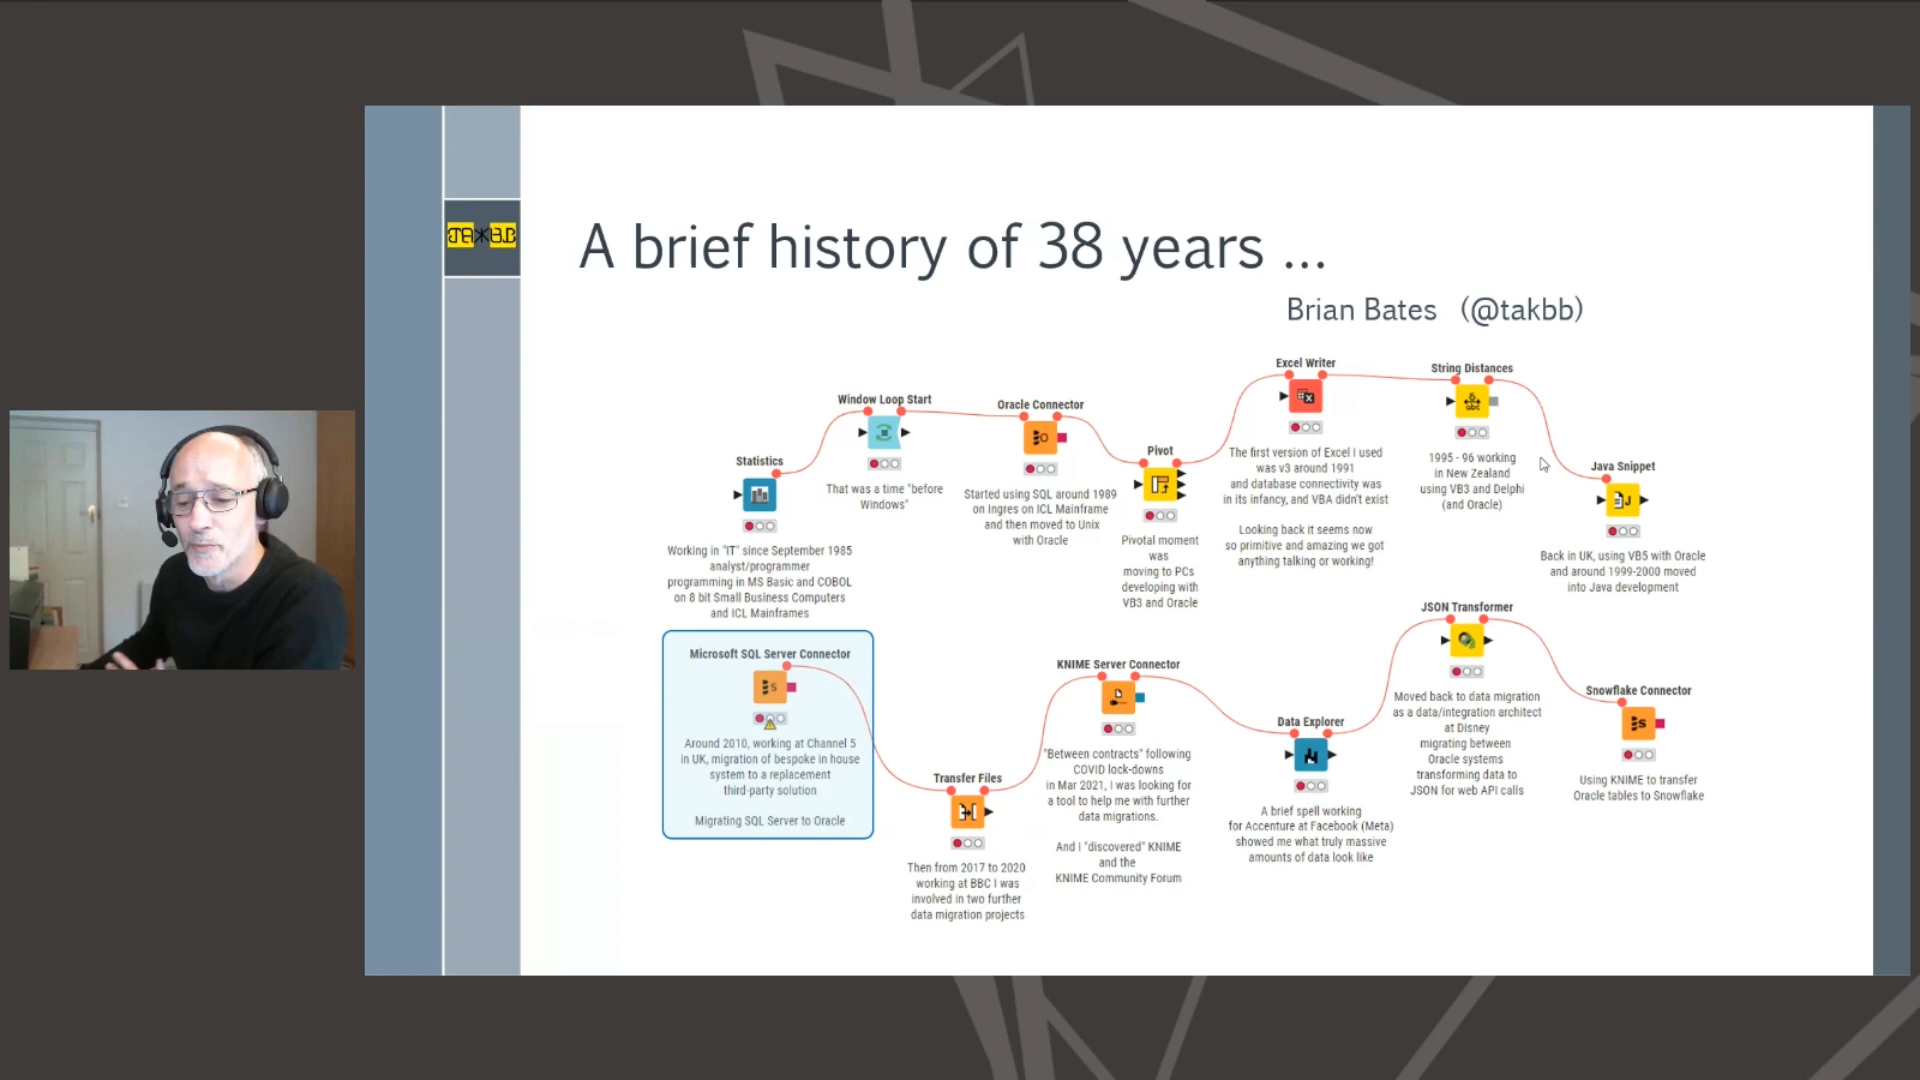 A brief history of 38 years ...
Brian Bates (@takbb)
Statistics
Working in "IT" since September 1985
analyst/programmer
programming in MS Basic and COBOL
on 8 bit Small Business Computers
and ICL Mainframes
Window Loop Start
That was a time "before
Windows"
Oracle Connector
Started using SQL around 1989
on Ingres on ICL Mainframe
and then moved to Unix
with Oracle
Pivot
Pivotal moment
was
moving to PCs
developing with
VB3 and Oracle
Excel Writer
The first version of Excel I used
was v3 around 1991
and database connectivity was
in its infancy, and VBA didn't exist
Looking back it seems now
so primitive and amazing we got
anything talking or working!
String Distances
1995 - 96 working
in New Zealand
using VB3 and Delphi
(and Oracle)
Java Snippet
Back in UK, using VB5 with Oracle
and around 1999-2000 moved
into Java development
Microsoft SQL Server Connector
Around 2010, working at Channel 5
in UK, migration of bespoke in house
system to a replacement
third-party solution
Migrating SQL Server to Oracle
Transfer Files
Then from 2017 to 2020
working at BBC I was
involved in two further
data migration projects
KNIME Server Connector
"Between contracts" following
COVID lock-downs
in Mar 2021, I was looking for
a tool to help me with further
data migrations.
And I "discovered" KNIME
and the
KNIME Community Forum
Data Explorer
A brief spell working
for Accenture at Facebook (Meta)
showed me what truly massive
amounts of data look like
JSON Transformer
Moved back to data migration
as a data/integration architect
at Disney
migrating between
Oracle systems
transforming data to
JSON for web API calls
Snowflake Connector
Using KNIME to transfer
Oracle tables to Snowflake